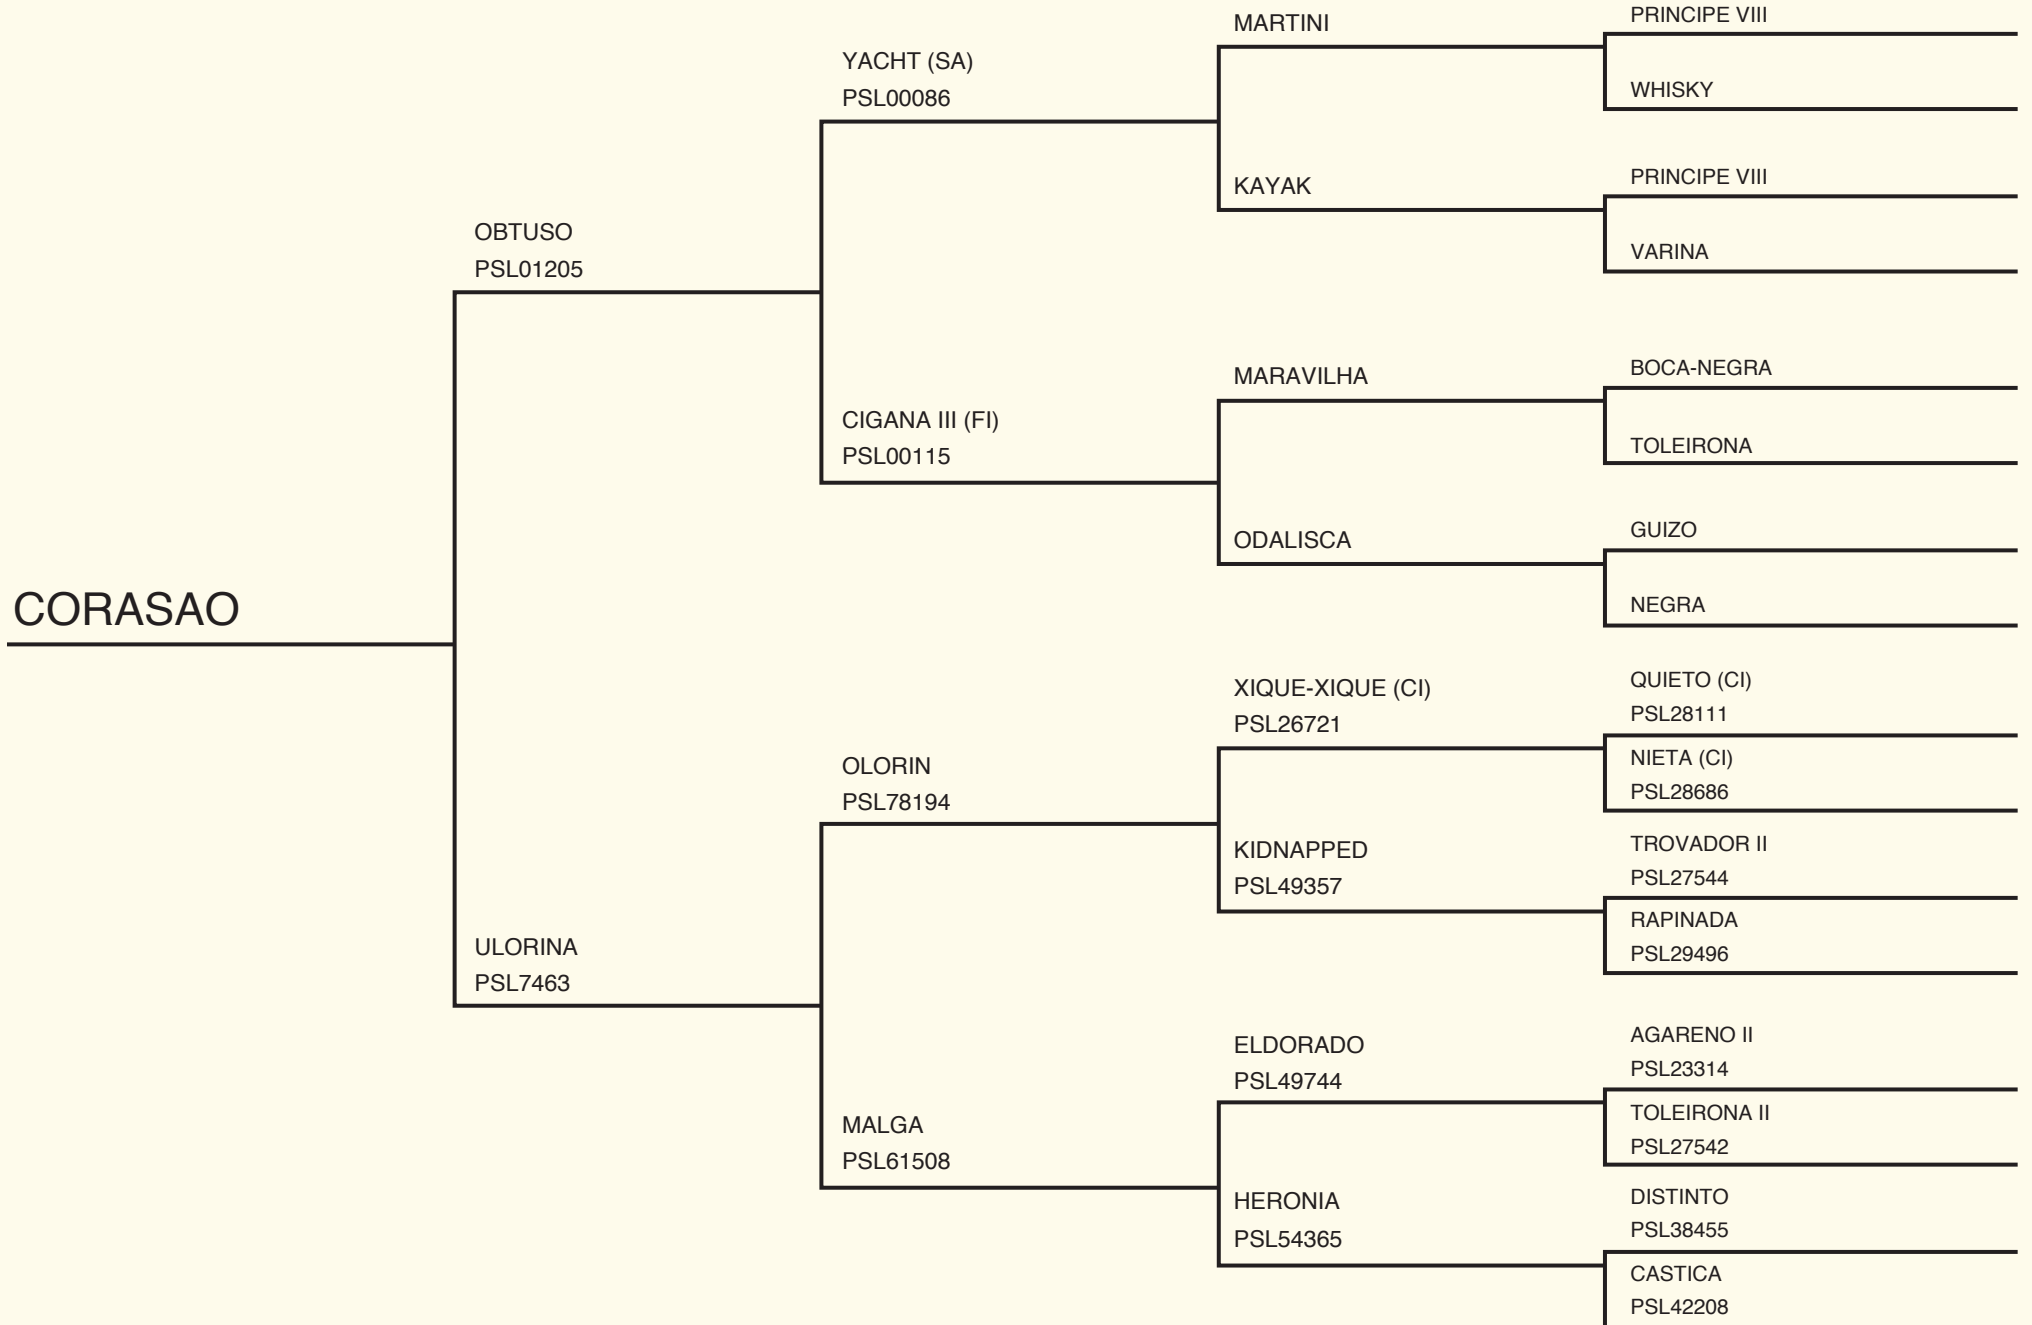 CORASAO
OBTUSO
PSL01205
ULORINA
PSL7463
YACHT (SA)
PSL00086
CIGANA III (FI)
PSL00115
OLORIN
PSL78194
MALGA
PSL61508
MARTINI
KAYAK
MARAVILHA
ODALISCA
XIQUE-XIQUE (CI)
PSL26721
KIDNAPPED
PSL49357
ELDORADO
PSL49744
HERONIA
PSL54365
PRINCIPE VIII
WHISKY
PRINCIPE VIII
VARINA
BOCA-NEGRA
TOLEIRONA
GUIZO
NEGRA
QUIETO (CI)
PSL28111
NIETA (CI)
PSL28686
TROVADOR II
PSL27544
RAPINADA
PSL29496
AGARENO II
PSL23314
TOLEIRONA II
PSL27542
DISTINTO
PSL38455
CASTICA
PSL42208